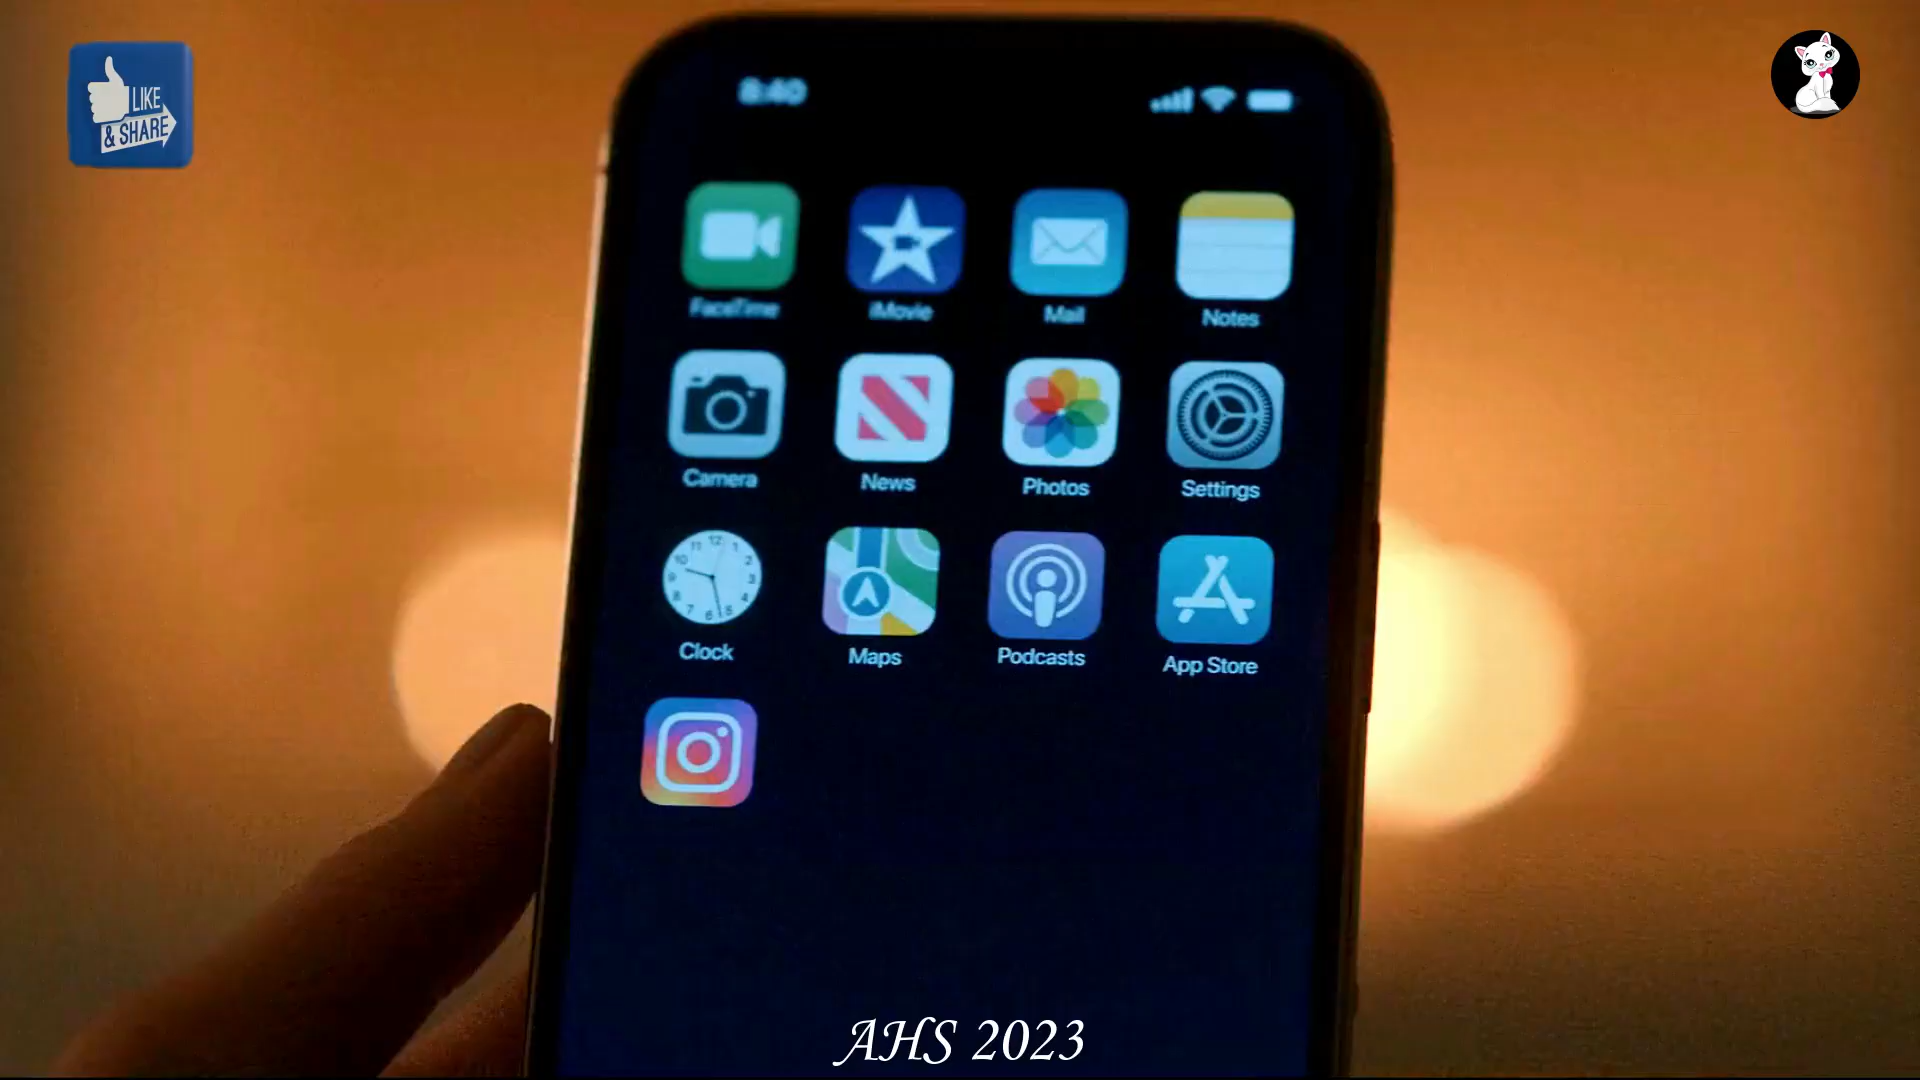 LIKE
& SHARE
8:40
FaceTime iMovie Mail Notes
Camera News Photos Settings
Clock Maps Podcasts App Store
AHS 2023